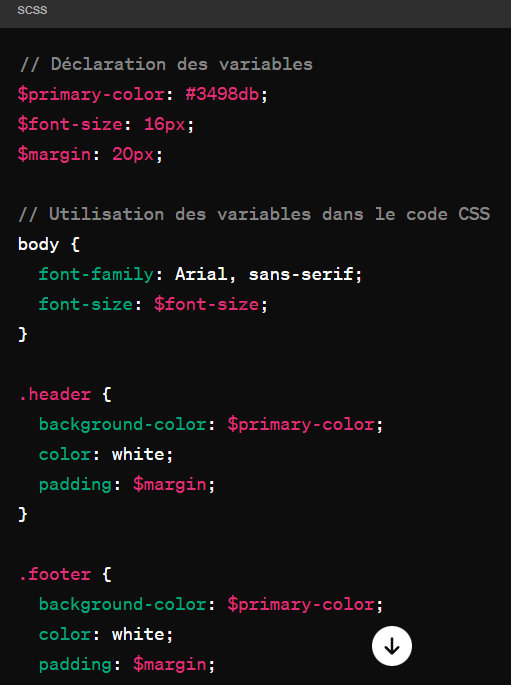 SCSS
// Déclaration des variables
$primary-color: #3498db;
$font-size: 16px;
$margin: 20px;
// Utilisation des variables dans le code CSS
body {
font-family: Arial, sans-serif;
font-size: $font-size;
}
.header {
background-color: $primary-color;
color: white;
padding: $margin;
}
.footer {
background-color: $primary-color;
color: white;
padding: $margin;